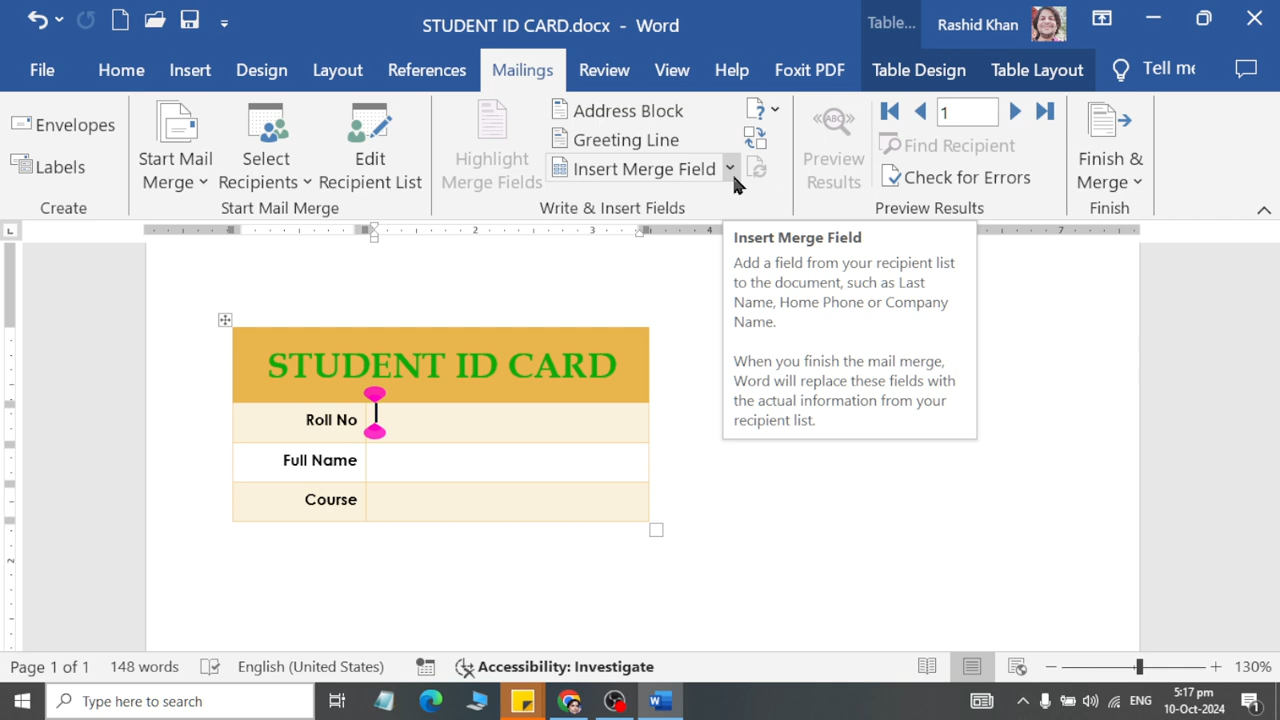 STUDENT ID CARD.docx - Word
Table...
Rashid Khan
File Home Insert Design Layout References Mailings Review View Help Foxit PDF Table Design Table Layout Tell me
Envelopes
Labels
Create
Start Mail
Merge
Select
Recipients
Edit
Recipient List
Start Mail Merge
Highlight
Merge Fields
Address Block
Greeting Line
Insert Merge Field
Write & Insert Fields
ABC
Preview
Results
1
Find Recipient
Check for Errors
Preview Results
Finish &
Merge
Finish
2 3 4 7
Insert Merge Field
Add a field from your recipient list
to the document, such as Last
Name, Home Phone or Company
Name.
When you finish the mail merge,
Word will replace these fields with
the actual information from your
recipient list.
STUDENT ID CARD
Roll No
Full Name
Course
2
Page 1 of 1 148 words English (United States) Accessibility: Investigate 130%
Type here to search
ENG
5:17 pm
10-Oct-2024
1